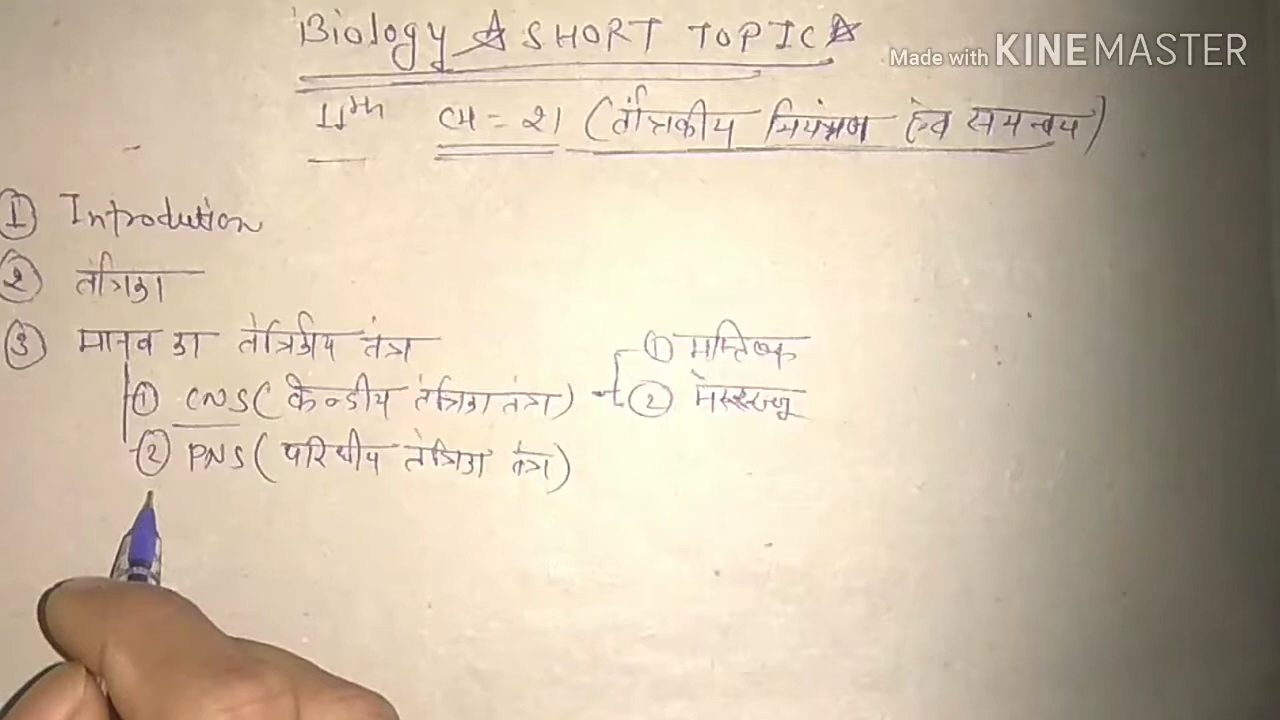 Biology ☆ SHORT TOPIC ☆
Made with KINEMASTER
11th CH = 21 (तंत्रिकीय नियंत्रण एवं समन्वय)
① Introdution
② तंत्रिका
③ मानव का तंत्रिकीय तंत्र
① CNS (केन्द्रीय तंत्रिका तंत्र) ① मस्तिष्क
② मेरुरज्जू
② PNS (परिधीय तंत्रिका तंत्र)